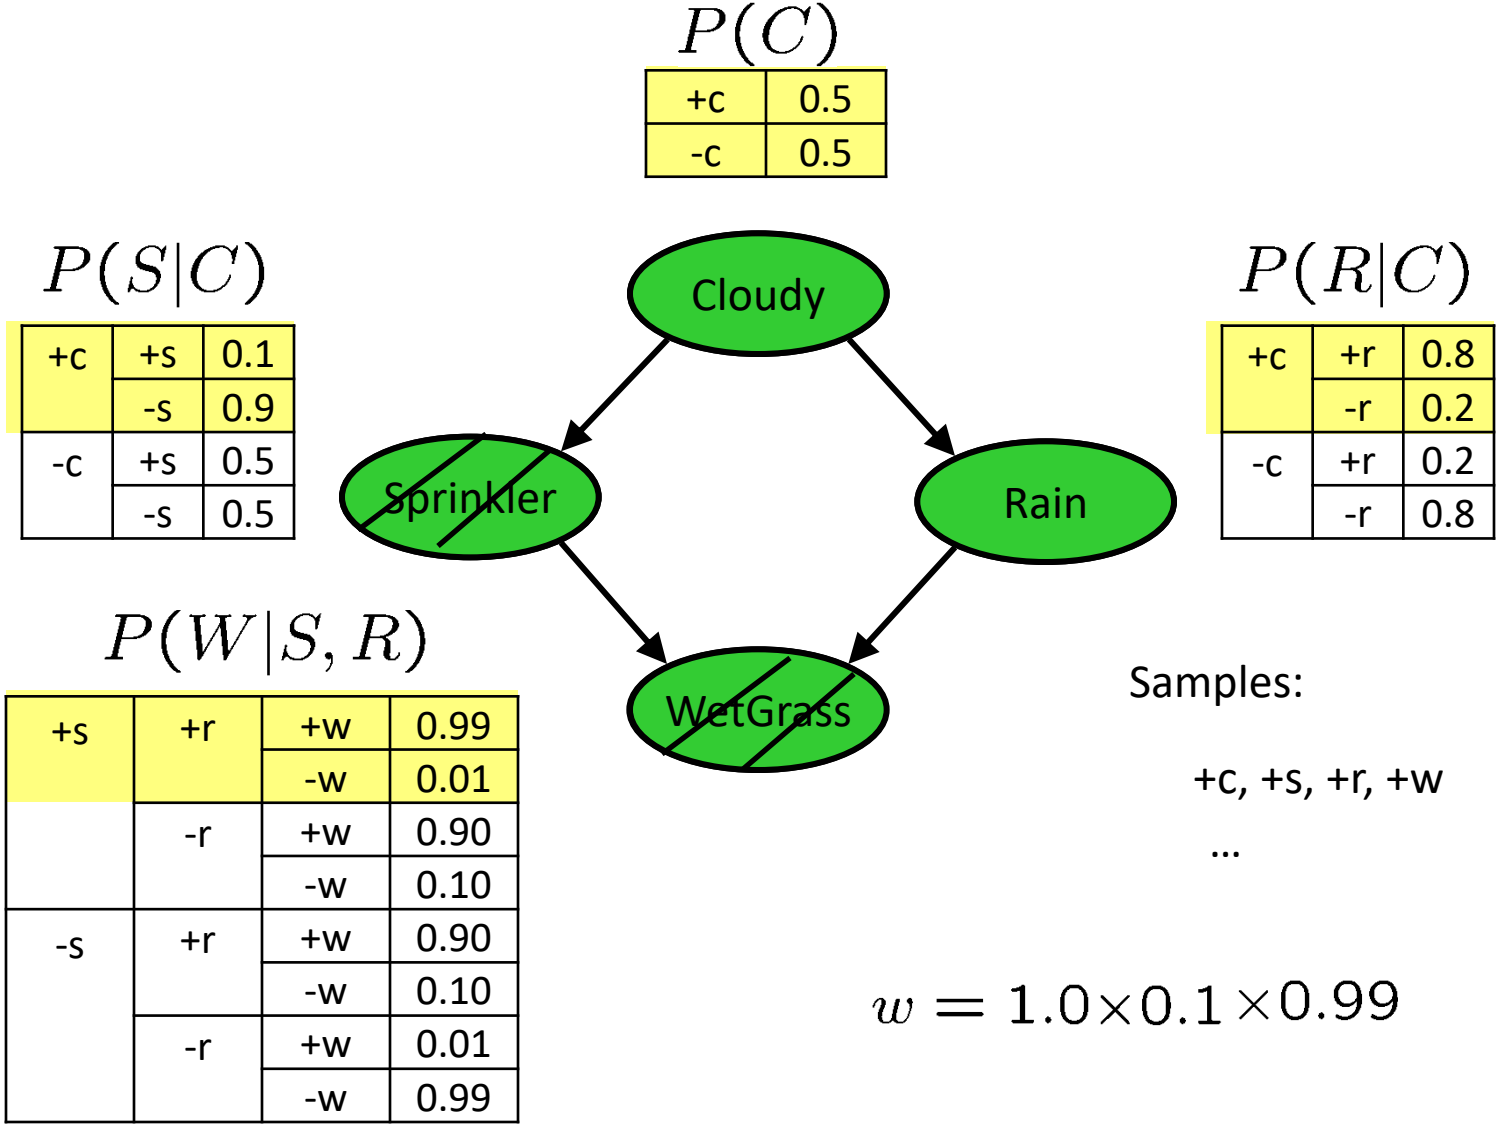 P(C)
+c 0.5
-c 0.5
P(S|C)
+c +s 0.1
-s 0.9
-c +s 0.5
-s 0.5
Cloudy
P(R|C)
+c +r 0.8
-r 0.2
-c +r 0.2
-r 0.8
Sprinkler
Rain
P(W|S, R)
+s +r +w 0.99
-w 0.01
-r +w 0.90
-w 0.10
-s +r +w 0.90
-w 0.10
-r +w 0.01
-w 0.99
WetGrass
Samples:
+c, +s, +r, +w
...
w = 1.0×0.1×0.99